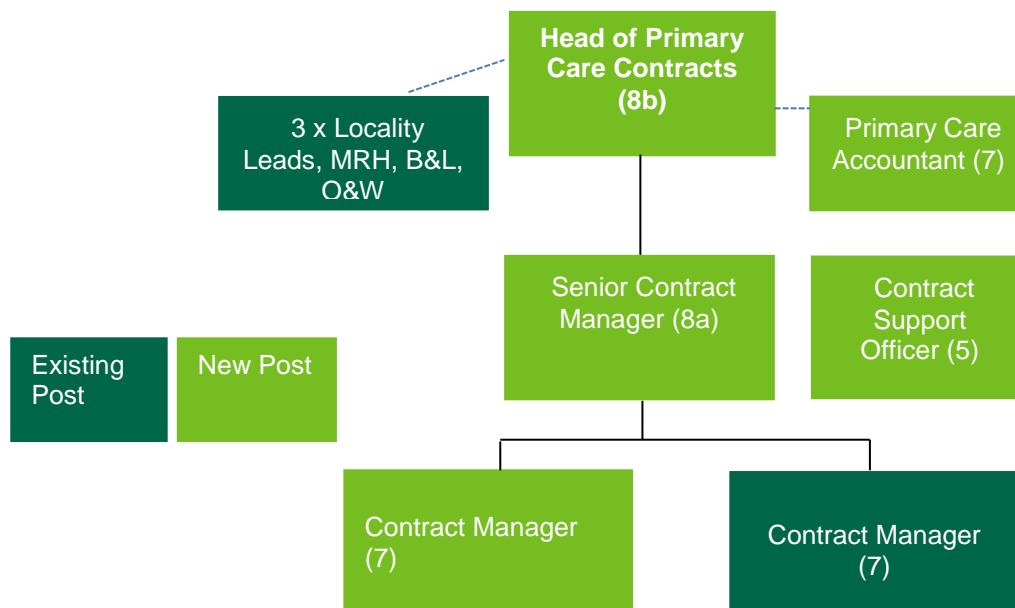 Head of Primary
Care Contracts
(8b)
3 x Locality
Leads, MRH, B&L,
O&W
Primary Care
Accountant (7)
Senior Contract
Manager (8a)
Contract
Support
Officer (5)
Existing
Post
New Post
Contract Manager
(7)
Contract Manager
(7)